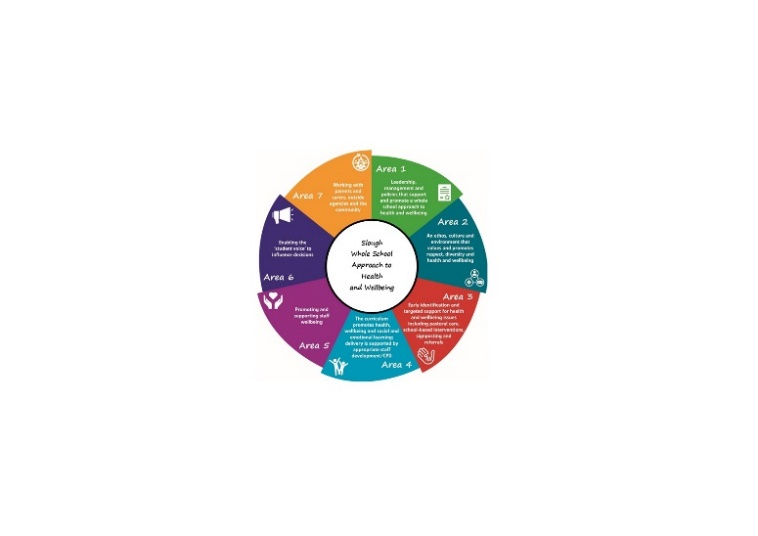 Slough
Whole School
Approach to
Health
and Wellbeing
Area 1
Leadership,
management and
policies that support
and promote a whole
school approach to
health and wellbeing
Area 2
An ethos, culture and
environment that
values and promotes
respect, diversity and
health and wellbeing
Area 3
Early identification and
targeted support for health
and wellbeing issues
including pastoral care,
school-based interventions,
signposting and
referrals
The curriculum
promotes health,
wellbeing and social and
emotional learning;
delivery is supported by
appropriate staff
development/CPD
Area 4
Promoting and
supporting staff
wellbeing
Area 5
Enabling the
'student voice' to
influence decisions
Area 6
Working with
parents and
carers, outside
agencies and the
community
Area 7